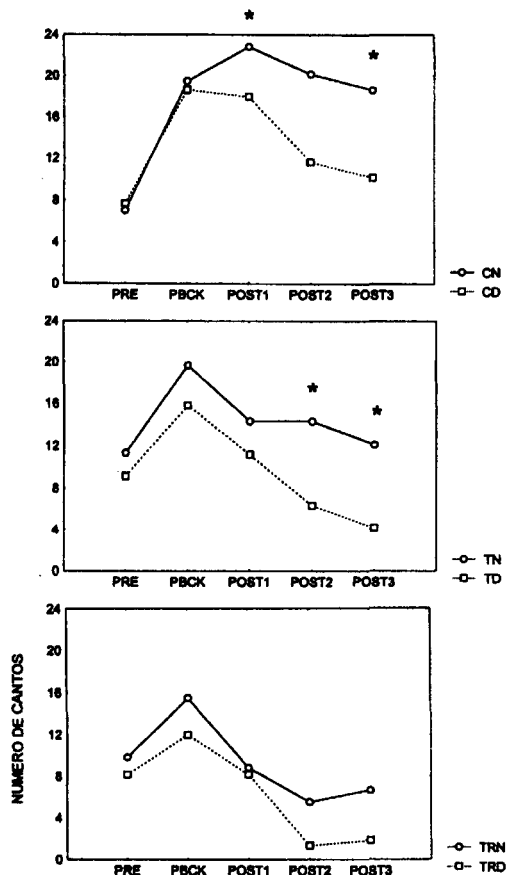 *
*
24
20
16
12
8
4
0
PRE PBCK POST1 POST2 POST3
CN
CD
24
20
16
12
8
4
0
*
*
PRE PBCK POST1 POST2 POST3
TN
TD
NUMERO DE CANTOS
24
20
16
12
8
4
0
PRE PBCK POST1 POST2 POST3
TRN
TRD